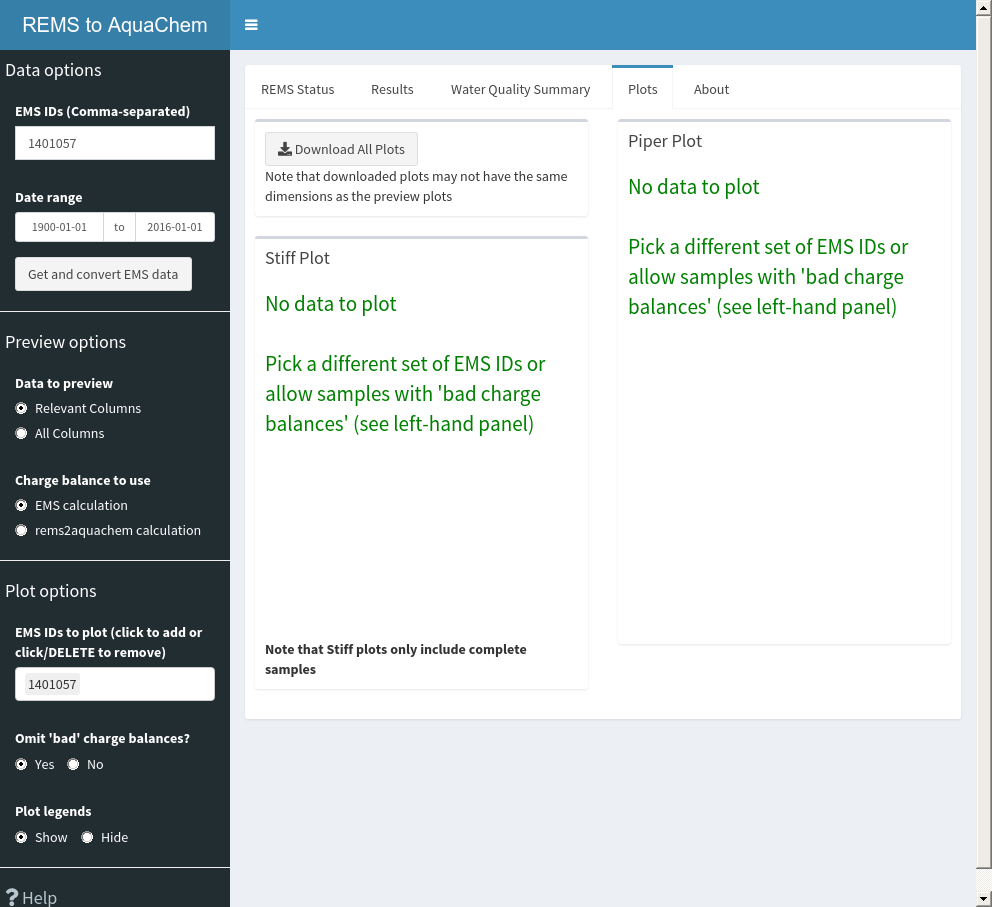 REMS to AquaChem
Data options
EMS IDs (Comma-separated)
1401057
Date range
1900-01-01 to 2016-01-01
Get and convert EMS data
Preview options
Data to preview
Relevant Columns
All Columns
Charge balance to use
EMS calculation
rems2aquachem calculation
Plot options
EMS IDs to plot (click to add or
click/DELETE to remove)
1401057
Omit 'bad' charge balances?
Yes No
Plot legends
Show Hide
? Help
REMS Status Results Water Quality Summary Plots About
Download All Plots
Note that downloaded plots may not have the same
dimensions as the preview plots
Stiff Plot
No data to plot
Pick a different set of EMS IDs or
allow samples with 'bad charge
balances' (see left-hand panel)
Note that Stiff plots only include complete
samples
Piper Plot
No data to plot
Pick a different set of EMS IDs or
allow samples with 'bad charge
balances' (see left-hand panel)